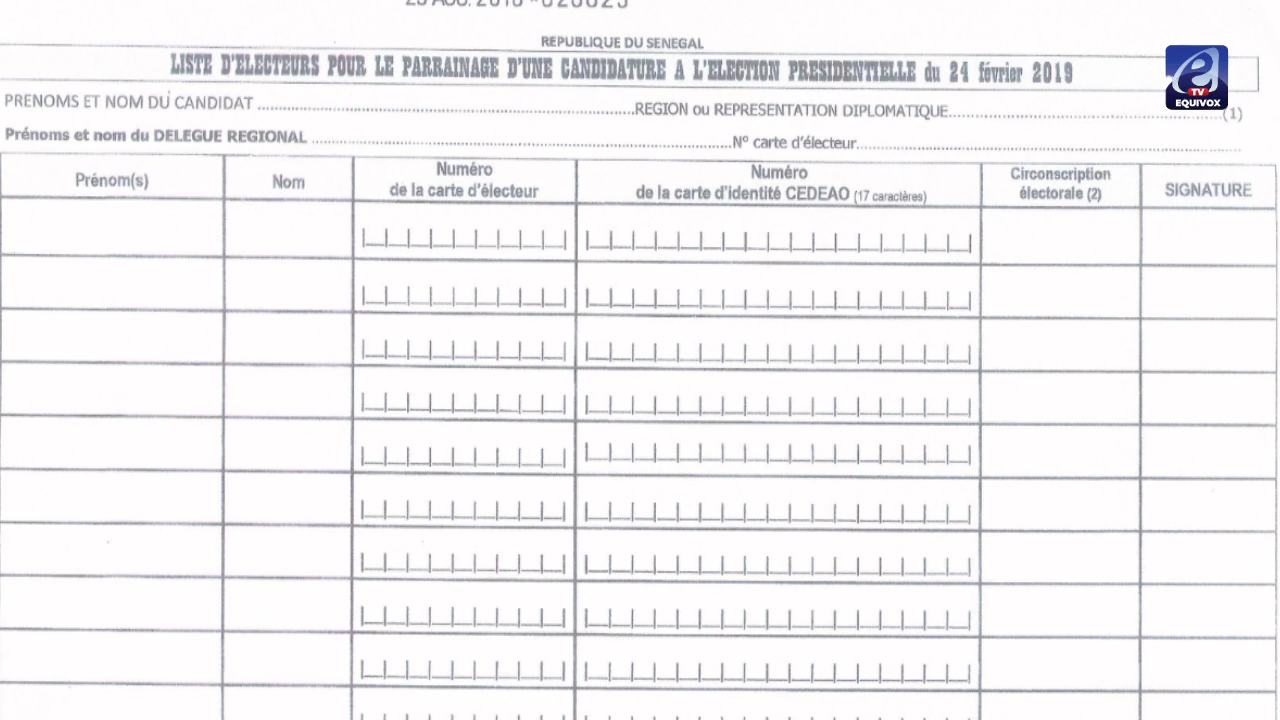 REPUBLIQUE DU SENEGAL
LISTE D'ELECTEURS POUR LE PARRAINAGE D'UNE CANDIDATURE A L'ELECTION PRESIDENTIELLE du 24 février 2019
e
TV
EQUIVOX
PRENOMS ET NOM DU CANDIDAT ........................REGION ou REPRESENTATION DIPLOMATIQUE........................(1)
Prénoms et nom du DELEGUE REGIONAL ........................N° carte d'électeur........................
Prénom(s)
Nom
Numéro
de la carte d'électeur
Numéro
de la carte d'identité CEDEAO (17 caractères)
Circonscription
électorale (2)
SIGNATURE